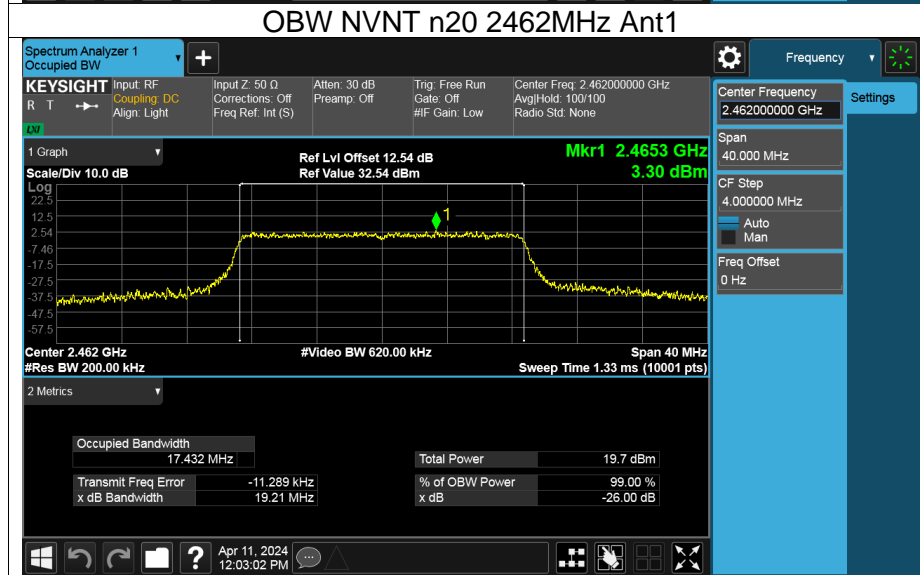 OBW NVNT n20 2462MHz Ant1
Spectrum Analyzer 1
Occupied BW
+
Frequency
KEYSIGHT
R T
LXI
Input: RF
Coupling: DC
Align: Light
Input Z: 50 Ω
Corrections: Off
Freq Ref: Int (S)
Atten: 30 dB
Preamp: Off
Trig: Free Run
Gate: Off
#IF Gain: Low
Center Freq: 2.462000000 GHz
Avg|Hold: 100/100
Radio Std: None
Center Frequency
2.462000000 GHz
Settings
Span
40.000 MHz
CF Step
4.000000 MHz
Auto
Man
Freq Offset
0 Hz
1 Graph
Scale/Div 10.0 dB
Ref Lvl Offset 12.54 dB
Ref Value 32.54 dBm
Mkr1 2.4653 GHz
3.30 dBm
Log
22.5
12.5
2.54
-7.46
-17.5
-27.5
-37.5
-47.5
-57.5
1
Center 2.462 GHz
#Res BW 200.00 kHz
#Video BW 620.00 kHz
Span 40 MHz
Sweep Time 1.33 ms (10001 pts)
2 Metrics
Occupied Bandwidth
17.432 MHz
Total Power 19.7 dBm
Transmit Freq Error -11.289 kHz
% of OBW Power 99.00 %
x dB Bandwidth 19.21 MHz
x dB -26.00 dB
?
Apr 11, 2024
12:03:02 PM